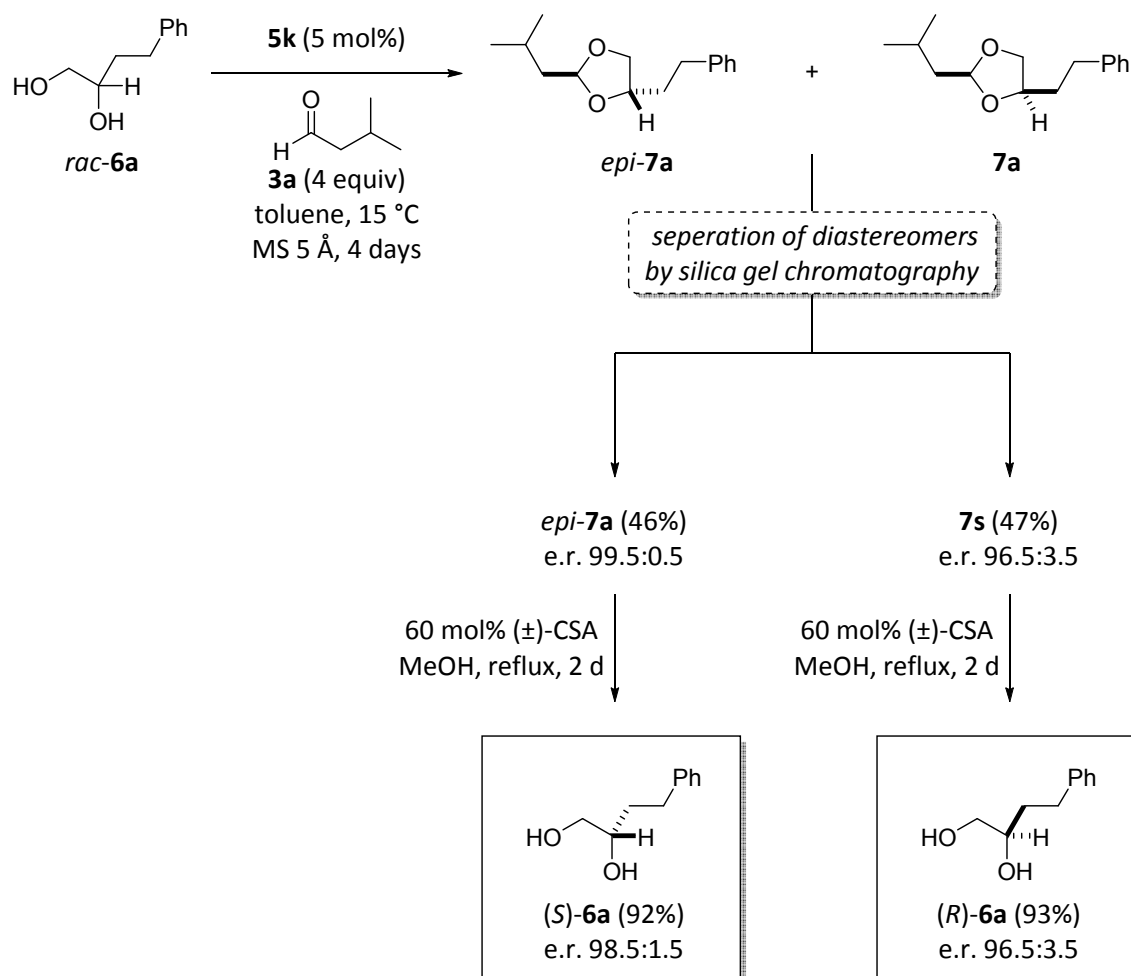 Ph
HO
H
OH
rac-6a
5k (5 mol%)
O
H
3a (4 equiv)
toluene, 15 °C
MS 5 Å, 4 days
O
O
Ph
H
epi-7a
+
O
O
Ph
H
7a
seperation of diastereomers
by silica gel chromatography
epi-7a (46%)
e.r. 99.5:0.5
7s (47%)
e.r. 96.5:3.5
60 mol% (±)-CSA
MeOH, reflux, 2 d
60 mol% (±)-CSA
MeOH, reflux, 2 d
Ph
HO
H
OH
(S)-6a (92%)
e.r. 98.5:1.5
Ph
HO
H
OH
(R)-6a (93%)
e.r. 96.5:3.5